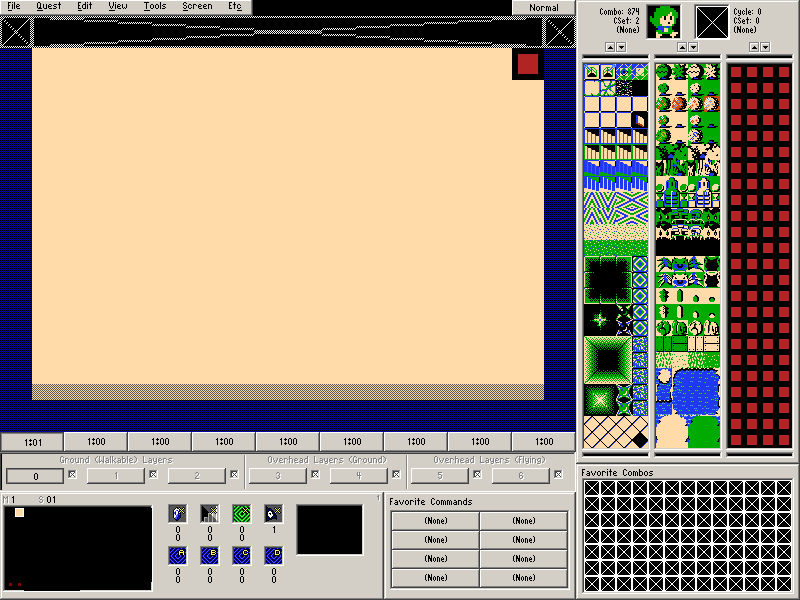 File Quest Edit View Tools Screen Etc
Normal
Combo: 874
CSet: 2
(None)
Cycle: 0
CSet: 0
(None)
1:01 1:00 1:00 1:00 1:00 1:00 1:00 1:00 1:00
Ground (Walkable) Layers Overhead Layers (Ground) Overhead Layers (Flying)
0 1 2 3 4 5 6
M 1 S 01
1
0 0 0 1
0 0 0
A B C D
0 0 0 0
0 0 0 0
Favorite Commands
(None) (None)
(None) (None)
(None) (None)
(None) (None)
Favorite Combos